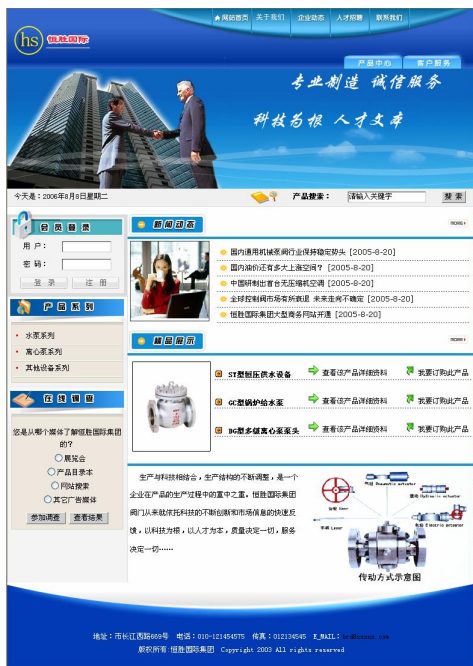 网站首页 关于我们 企业动态 人才招聘 联系我们
hs 恒胜国际
产品中心 客户服务
专业制造 诚信服务
科技为根 人才文本
今天是：2006年8月8日星期二 产品搜索： 请输入关键字 搜 索
会员登录
用 户：
密 码：
登 录 注 册
产品系列
水泵系列
离心泵系列
其他设备系列
在线调查
您是从哪个媒体了解恒胜国际集团
的?
展览会
产品目录本
网站搜索
其它广告媒体
参加调查 查看结果
新闻动态 MORE
国内通用机械泵阀行业保持稳定势头 [2005-8-20]
国内油价还有多大上涨空间? [2005-8-20]
中国研制出首台无压缩机空调 [2005-8-20]
全球控制阀市场有所衰退 未来走向不确定 [2005-8-20]
恒胜国际集团大型商务网站开通 [2005-8-20]
精品展示 MORE
ST型恒压供水设备 查看该产品详细资料 我要订购此产品
GC型锅炉给水泵 查看该产品详细资料 我要订购此产品
BG型多级离心泵泵头 查看该产品详细资料 我要订购此产品
生产与科技相结合，生产结构的不断调整，是一个
企业在产品的生产过程中的重中之重。恒胜国际集团
阀门从来就依托科技的不断创新和市场信息的快速反
馈，以科技为根，以人才为本，质量决定一切，服务
决定一切……
传动方式示意图
地址：市长江西路669号 电话：010-121454575 传真：012134545 E_MAIL：
版权所有:恒胜国际集团 Copyright 2003 All rights reserved